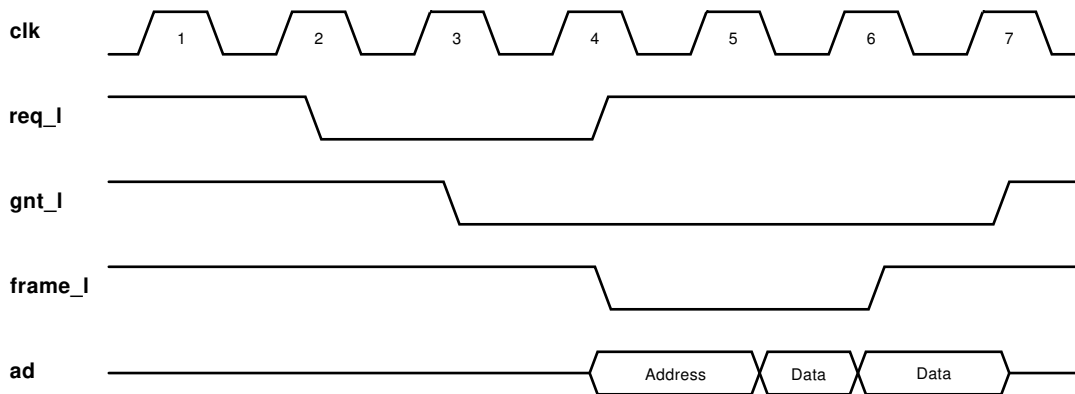 clk 1 2 3 4 5 6 7
req_l
gnt_l
frame_l
ad Address Data Data